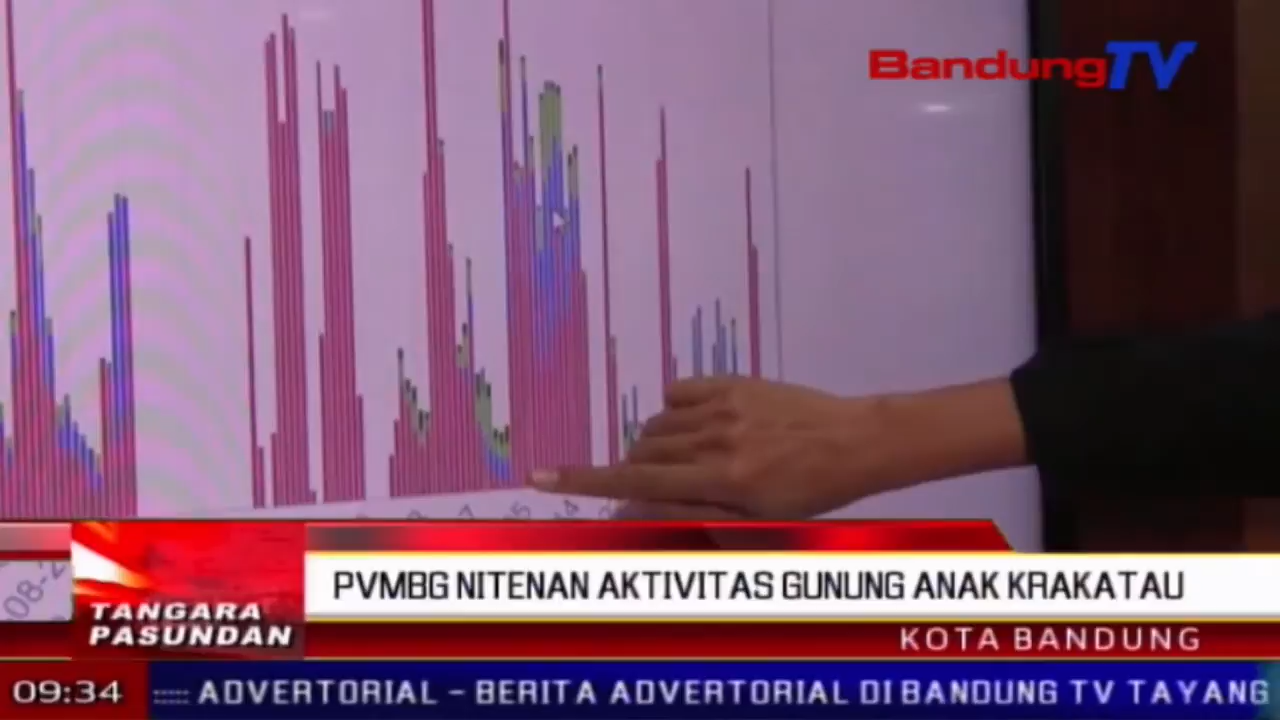 BandungTV
PVMBG NITENAN AKTIVITAS GUNUNG ANAK KRAKATAU
TANGARA
PASUNDAN
KOTA BANDUNG
09:34
ADVERTORIAL - BERITA ADVERTORIAL DI BANDUNG TV TAYANG